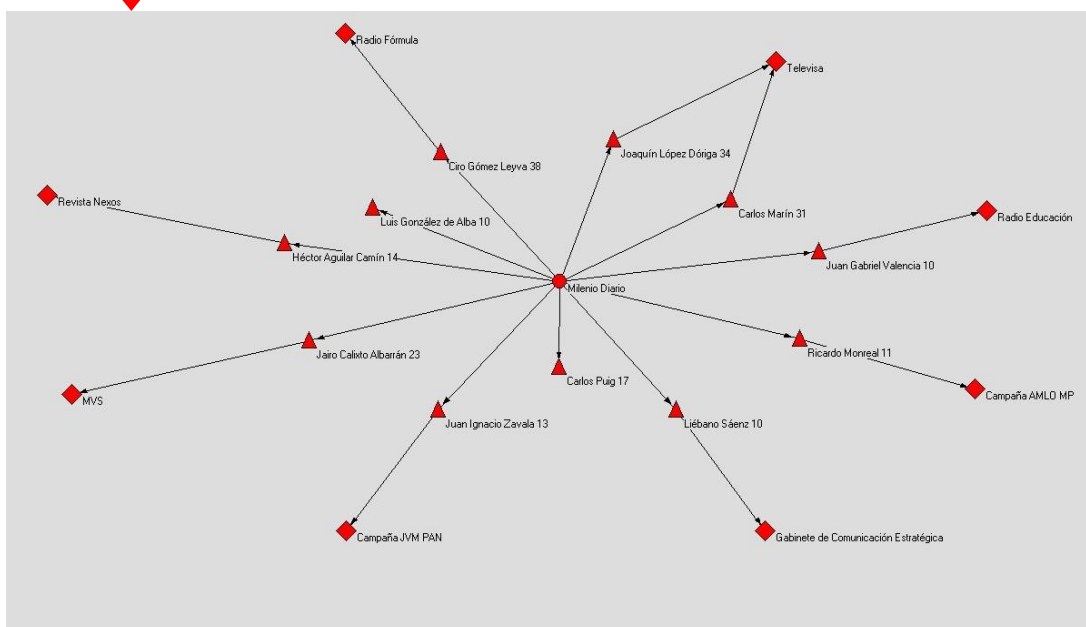 Radio Fórmula
Televisa
Joaquín López Dóriga 34
Ciro Gómez Leyva 38
Revista Nexos
Carlos Marín 31
Luis González de Alba 10
Radio Educación
Héctor Aguilar Camín 14
Juan Gabriel Valencia 10
Milenio Diario
Jairo Calixto Albarrán 23
Ricardo Monreal 11
Carlos Puig 17
MVS
Campaña AMLO MP
Juan Ignacio Zavala 13
Liébano Sáenz 10
Campaña JVM PAN
Gabinete de Comunicación Estratégica